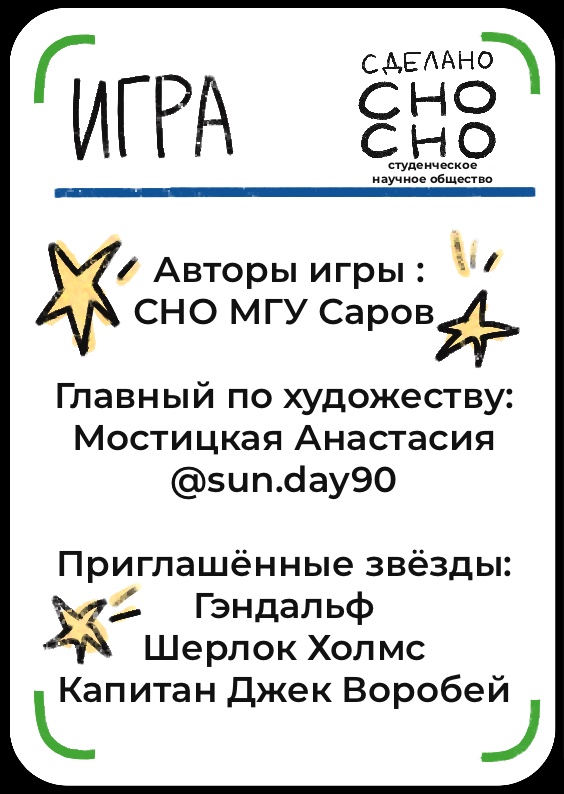 ИГРА
СДЕЛАНО
СНО
СНО
студенческое
научное общество
Авторы игры :
СНО МГУ Саров
Главный по художеству:
Мостицкая Анастасия
@sun.day90
Приглашённые звёзды:
Гэндальф
Шерлок Холмс
Капитан Джек Воробей